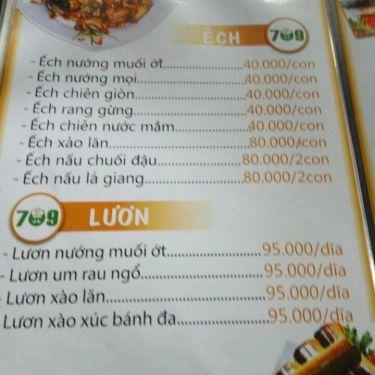 ẾCH 709
- Ếch nướng muối ớt..................40.000/con
- Ếch nướng mọi........................40.000/con
- Ếch chiên giòn........................40.000/con
- Ếch rang gừng........................40.000/con
- Ếch chiên nước mắm...............40.000/con
- Ếch xào lăn............................80.000/con
- Ếch nấu chuối đậu.................80.000/2con
- Ếch nấu lá giang....................80.000/2con
709 LƯƠN
- Lươn nướng muối ớt......................95.000/dĩa
- Lươn um rau ngổ...........................95.000/dĩa
- Lươn xào lăn..................................95.000/dĩa
Lươn xào xúc bánh đa....................95.000/dĩa